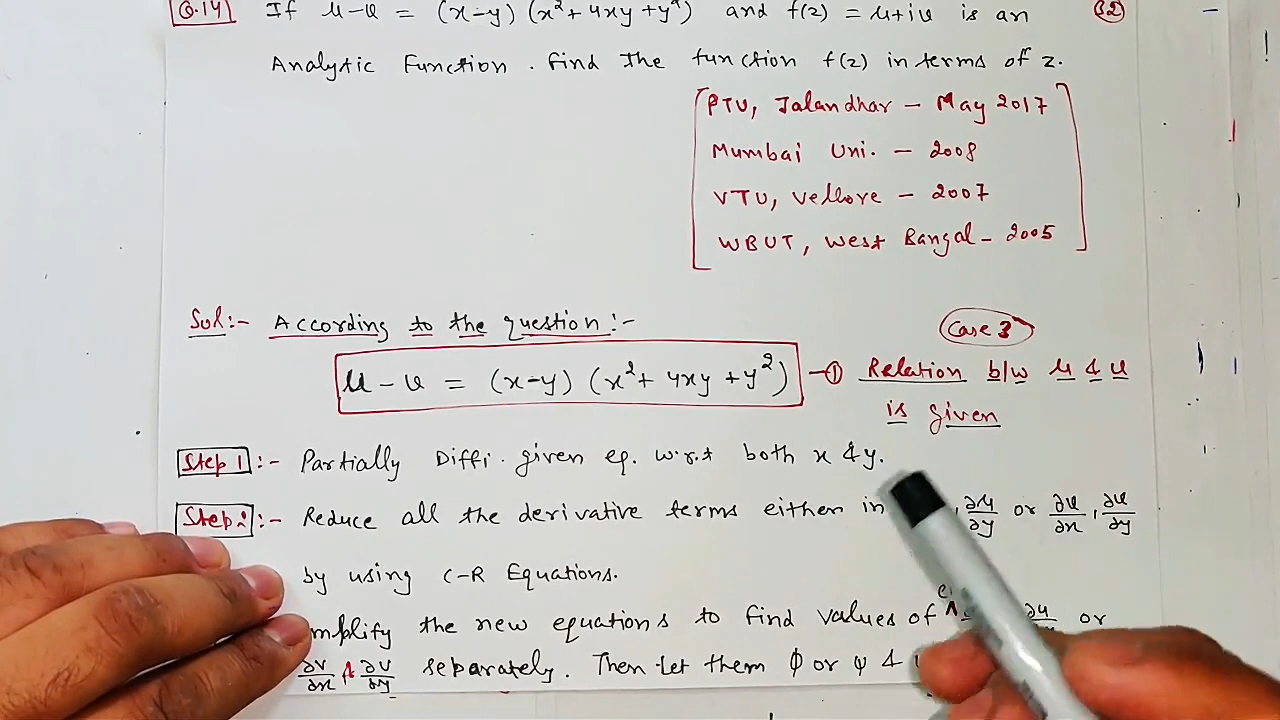 Q.14 If u-v = (x-y) (x²+4xy+y²) and f(z) = u+iv is an
32
Analytic Function. Find The function f(z) in terms of z.
PTU, Jalandhar - May 2017
Mumbai Uni. - 2008
VTU, Vellore - 2007
WBUT, West Bangal - 2005
Sol:- According to the question:-
Case 3
u-v = (x-y) (x²+4xy+y²) —① Relation b/w u & v
is given
Step 1:- Partially Diffi. given eq. w.r.t both x & y.
Step 2:- Reduce all the derivative terms either in , ∂u/∂y or ∂v/∂x, ∂v/∂y
by using C-R Equations.
the new equations to find values of ∂u or
∂v/∂x & ∂v/∂y separately. Then let them ϕ or ψ &